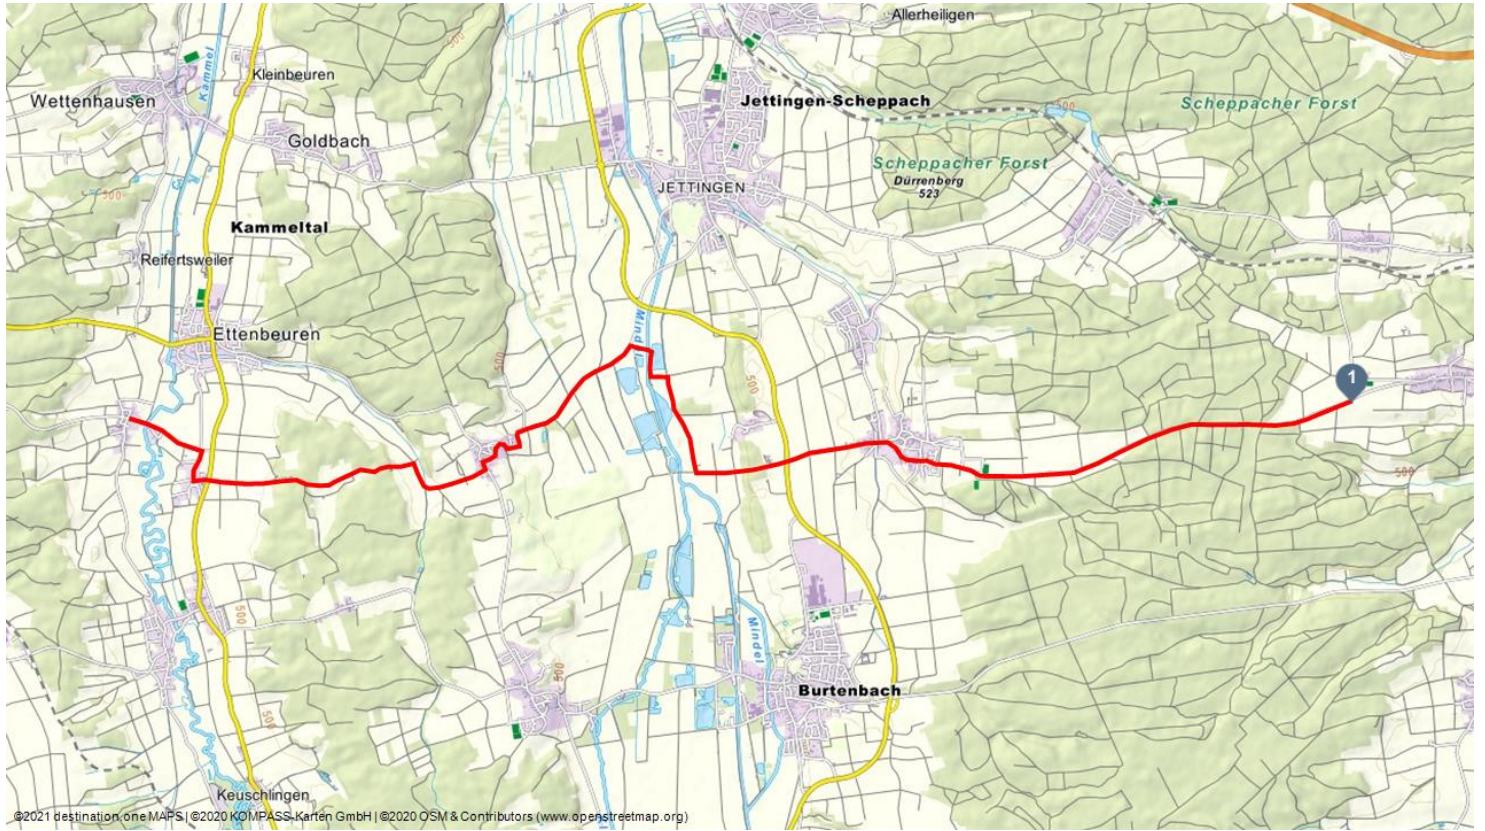 Allerheiligen
Kammel
Kleinbeuren
Wettenhausen
Jettingen-Scheppach
Scheppacher Forst
500
Goldbach
500
Scheppacher Forst
Dürrenberg
523
JETTINGEN
500
Kammeltal
Reifertsweiler
Ettenbeuren
Mindel
500
500
1
500
500
500
500
Mindel
Burtenbach
Keuschlingen
©2021 destination.one MAPS | ©2020 KOMPASS-Karten GmbH | ©2020 OSM & Contributors (www.openstreetmap.org)